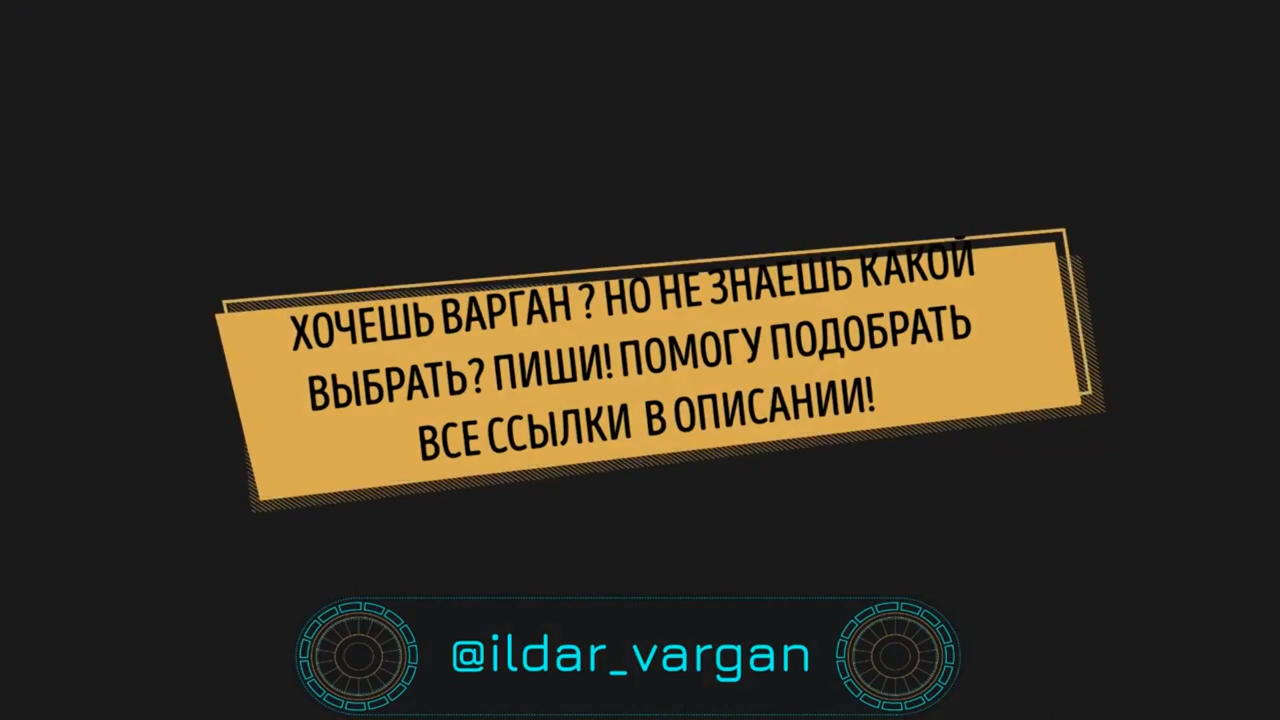 ХОЧЕШЬ ВАРГАН ? НО НЕ ЗНАЕШЬ КАКОЙ
ВЫБРАТЬ? ПИШИ! ПОМОГУ ПОДОБРАТЬ
ВСЕ ССЫЛКИ В ОПИСАНИИ!
@ildar_vargan